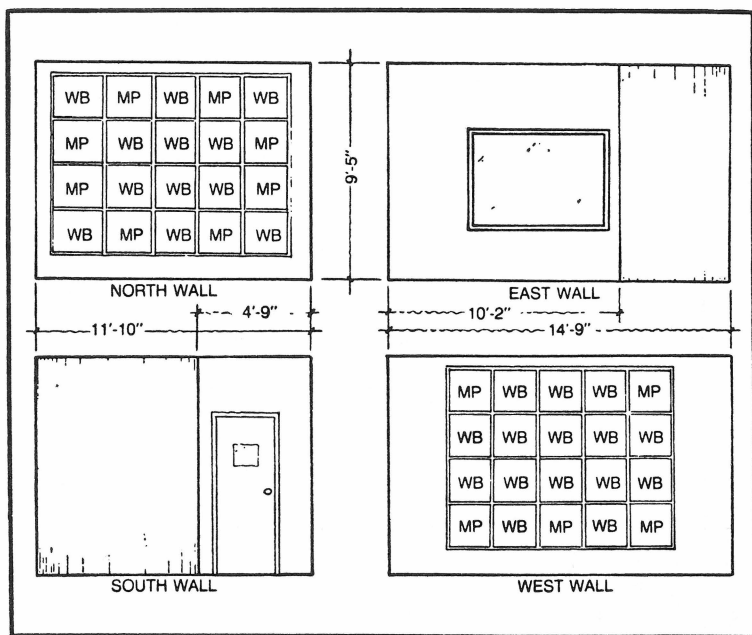 WB MP WB MP WB
MP WB WB WB MP
MP WB WB WB MP
WB MP WB MP WB
9'-5"
NORTH WALL
EAST WALL
4'-9"
11'-10"
10'-2"
14'-9"
MP WB WB WB MP
WB WB WB WB WB
WB WB WB WB WB
MP WB MP WB MP
SOUTH WALL
WEST WALL